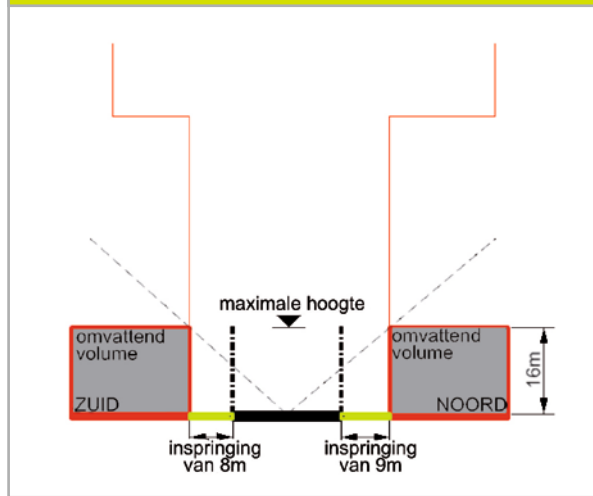 maximale hoogte
omvattend
volume
omvattend
volume
16m
ZUID
NOORD
inspringing
van 8m
inspringing
van 9m